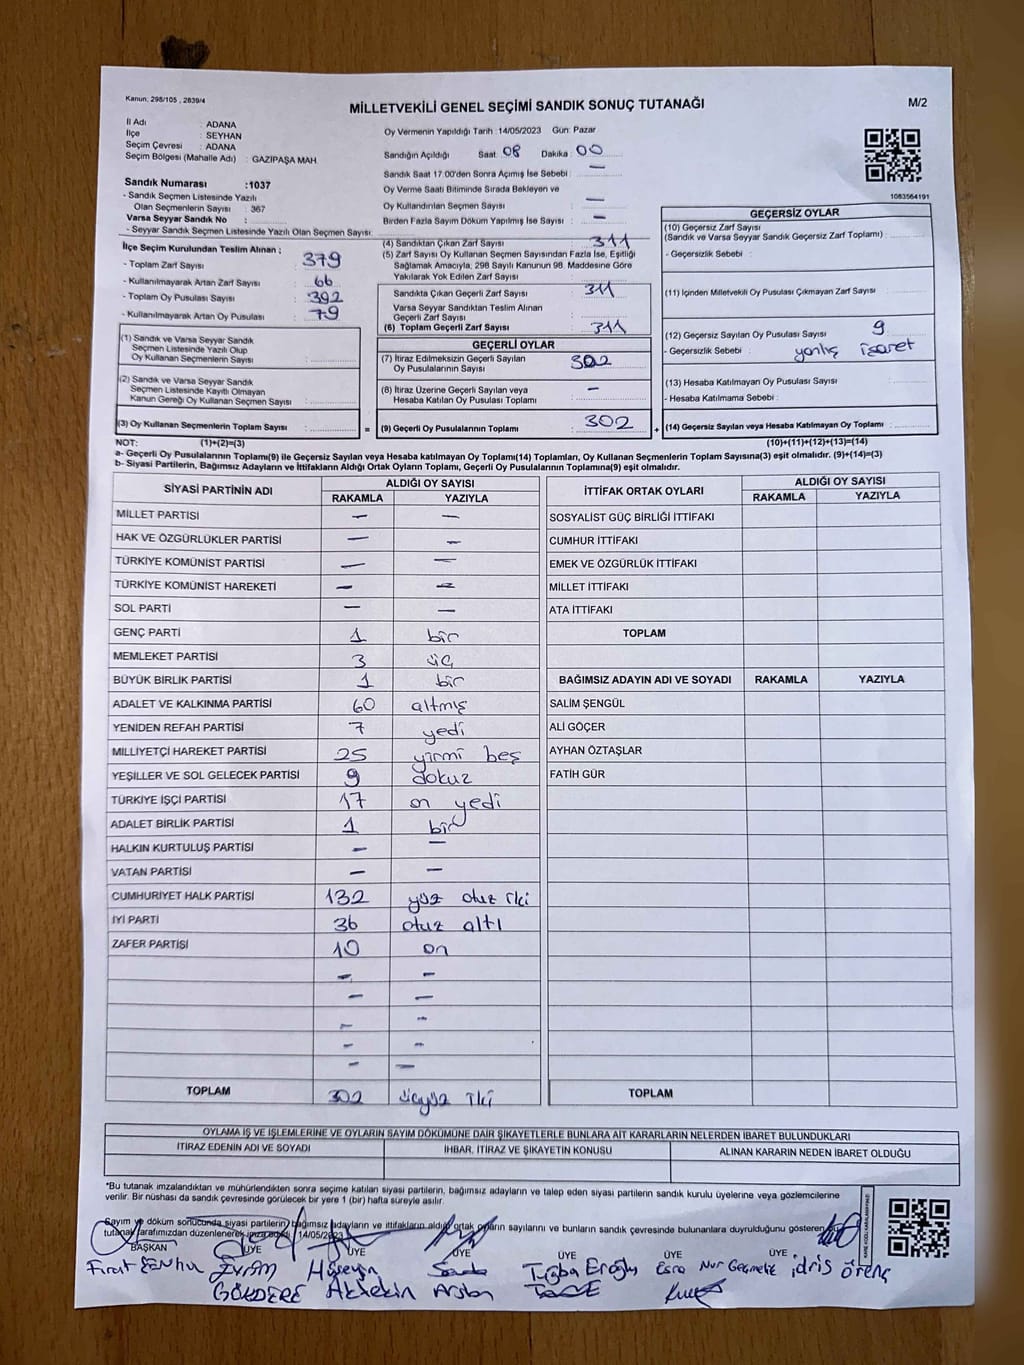 Kanun: 298/105 , 2839/4
MİLLETVEKİLİ GENEL SEÇİMİ SANDIK SONUÇ TUTANAĞI
M/2
İl Adı : ADANA
İlçe : SEYHAN
Seçim Çevresi : ADANA
Seçim Bölgesi (Mahalle Adı) : GAZİPAŞA MAH.
Sandık Numarası :1037
- Sandık Seçmen Listesinde Yazılı
Olan Seçmenlerin Sayısı : 367
Varsa Seyyar Sandık No :
- Seyyar Sandık Seçmen Listesinde Yazılı Olan Seçmen Sayısı:
Oy Vermenin Yapıldığı Tarih :14/05/2023 Gün: Pazar
Sandığın Açıldığı Saat: 08 Dakika: 00
Sandık Saat 17:00'den Sonra Açılmış İse Sebebi : —
Oy Verme Saati Bitiminde Sırada Bekleyen ve
Oy Kullandırılan Seçmen Sayısı : —
Birden Fazla Sayım Döküm Yapılmış İse Sayısı : —
1083564191
İlçe Seçim Kurulundan Teslim Alınan ;
- Toplam Zarf Sayısı : 379
- Kullanılmayarak Artan Zarf Sayısı : 66
- Toplam Oy Pusulası Sayısı : 392
- Kullanılmayarak Artan Oy Pusulası : 79
(1) Sandık ve Varsa Seyyar Sandık
Seçmen Listesinde Yazılı Olup
Oy Kullanan Seçmenlerin Sayısı :
(2) Sandık ve Varsa Seyyar Sandık
Seçmen Listesinde Kayıtlı Olmayan
Kanun Gereği Oy Kullanan Seçmen Sayısı :
(3) Oy Kullanan Seçmenlerin Toplam Sayısı :
(4) Sandıktan Çıkan Zarf Sayısı : 311
(5) Zarf Sayısı Oy Kullanan Seçmen Sayısından Fazla İse, Eşitliği
Sağlamak Amacıyla, 298 Sayılı Kanunun 98. Maddesine Göre
Yakılarak Yok Edilen Zarf Sayısı :
Sandıkta Çıkan Geçerli Zarf Sayısı : 311
Varsa Seyyar Sandıktan Teslim Alınan
Geçerli Zarf Sayısı :
(6) Toplam Geçerli Zarf Sayısı : 311
GEÇERLİ OYLAR
(7) İtiraz Edilmeksizin Geçerli Sayılan
Oy Pusulalarının Sayısı : 302
(8) İtiraz Üzerine Geçerli Sayılan veya
Hesaba Katılan Oy Pusulası Toplamı : —
= (9) Geçerli Oy Pusulalarının Toplamı : 302
GEÇERSİZ OYLAR
(10) Geçersiz Zarf Sayısı
(Sandık ve Varsa Seyyar Sandık Geçersiz Zarf Toplamı) :
- Geçersizlik Sebebi :
(11) İçinden Milletvekili Oy Pusulası Çıkmayan Zarf Sayısı :
(12) Geçersiz Sayılan Oy Pusulası Sayısı : 9
- Geçersizlik Sebebi : yanlış işaret
(13) Hesaba Katılmayan Oy Pusulası Sayısı :
- Hesaba Katılmama Sebebi :
+ (14) Geçersiz Sayılan veya Hesaba Katılmayan Oy Toplamı :
NOT: (1)+(2)=(3) (10)+(11)+(12)+(13)=(14)
a- Geçerli Oy Pusulalarının Toplamı(9) ile Geçersiz Sayılan veya Hesaba katılmayan Oy Toplamı(14) Toplamları, Oy Kullanan Seçmenlerin Toplam Sayısına(3) eşit olmalıdır. (9)+(14)=(3)
b- Siyasi Partilerin, Bağımsız Adayların ve İttifakların Aldığı Ortak Oyların Toplamı, Geçerli Oy Pusulalarının Toplamına(9) eşit olmalıdır.
SİYASİ PARTİNİN ADI ALDIĞI OY SAYISI
RAKAMLA YAZIYLA
MİLLET PARTİSİ — —
HAK VE ÖZGÜRLÜKLER PARTİSİ — —
TÜRKİYE KOMÜNİST PARTİSİ — —
TÜRKİYE KOMÜNİST HAREKETİ — —
SOL PARTİ — —
GENÇ PARTİ 1 bir
MEMLEKET PARTİSİ 3 üç
BÜYÜK BİRLİK PARTİSİ 1 bir
ADALET VE KALKINMA PARTİSİ 60 altmış
YENİDEN REFAH PARTİSİ 7 yedi
MİLLİYETÇİ HAREKET PARTİSİ 25 yirmi beş
YEŞİLLER VE SOL GELECEK PARTİSİ 9 dokuz
TÜRKİYE İŞÇİ PARTİSİ 17 on yedi
ADALET BİRLİK PARTİSİ 1 bir
HALKIN KURTULUŞ PARTİSİ — —
VATAN PARTİSİ — —
CUMHURİYET HALK PARTİSİ 132 yüz otuz iki
İYİ PARTİ 36 otuz altı
ZAFER PARTİSİ 10 on
— —
— —
— —
— —
— —
TOPLAM 302 üçyüz iki
İTTİFAK ORTAK OYLARI ALDIĞI OY SAYISI
RAKAMLA YAZIYLA
SOSYALİST GÜÇ BİRLİĞİ İTTİFAKI
CUMHUR İTTİFAKI
EMEK VE ÖZGÜRLÜK İTTİFAKI
MİLLET İTTİFAKI
ATA İTTİFAKI
TOPLAM
BAĞIMSIZ ADAYIN ADI VE SOYADI RAKAMLA YAZIYLA
SALİM ŞENGÜL
ALİ GÖÇER
AYHAN ÖZTAŞLAR
FATİH GÜR
TOPLAM
OYLAMA İŞ VE İŞLEMLERİNE VE OYLARIN SAYIM DÖKÜMÜNE DAİR ŞİKAYETLERLE BUNLARA AİT KARARLARIN NELERDEN İBARET BULUNDUKLARI
İTİRAZ EDENİN ADI VE SOYADI İHBAR, İTİRAZ VE ŞİKAYETİN KONUSU ALINAN KARARIN NEDEN İBARET OLDUĞU
*Bu tutanak imzalandıktan ve mühürlendikten sonra seçime katılan siyasi partilerin, bağımsız adayların ve talep eden siyasi partilerin sandık kurulu üyelerine veya gözlemcilerine
verilir. Bir nüshası da sandık çevresinde görülecek bir yere 1 (bir) hafta süreyle asılır.
Sayım ve döküm sonucunda siyasi partilerin, bağımsız adayların ve ittifakların aldığı ortak oyların sayılarını ve bunların sandık çevresinde bulunanlara duyrulduğunu gösteren
tutanak tarafımızdan düzenlenerek imza edildi. 14/05/2023
BAŞKAN ÜYE ÜYE ÜYE ÜYE ÜYE ÜYE
Fırat Evrim Hüseyin Tuğba Eroğlu Esra Nur Geçmelik idris Örenç
GÖKDERE Aktekin Arslan